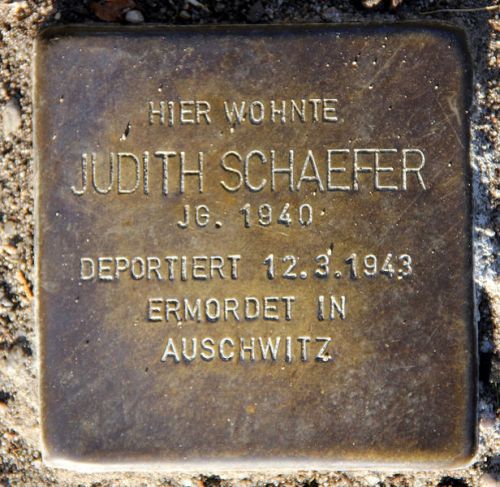 HIER WOHNTE
JUDITH SCHAEFER
JG. 1940
DEPORTIERT 12.3.1943
ERMORDET IN
AUSCHWITZ